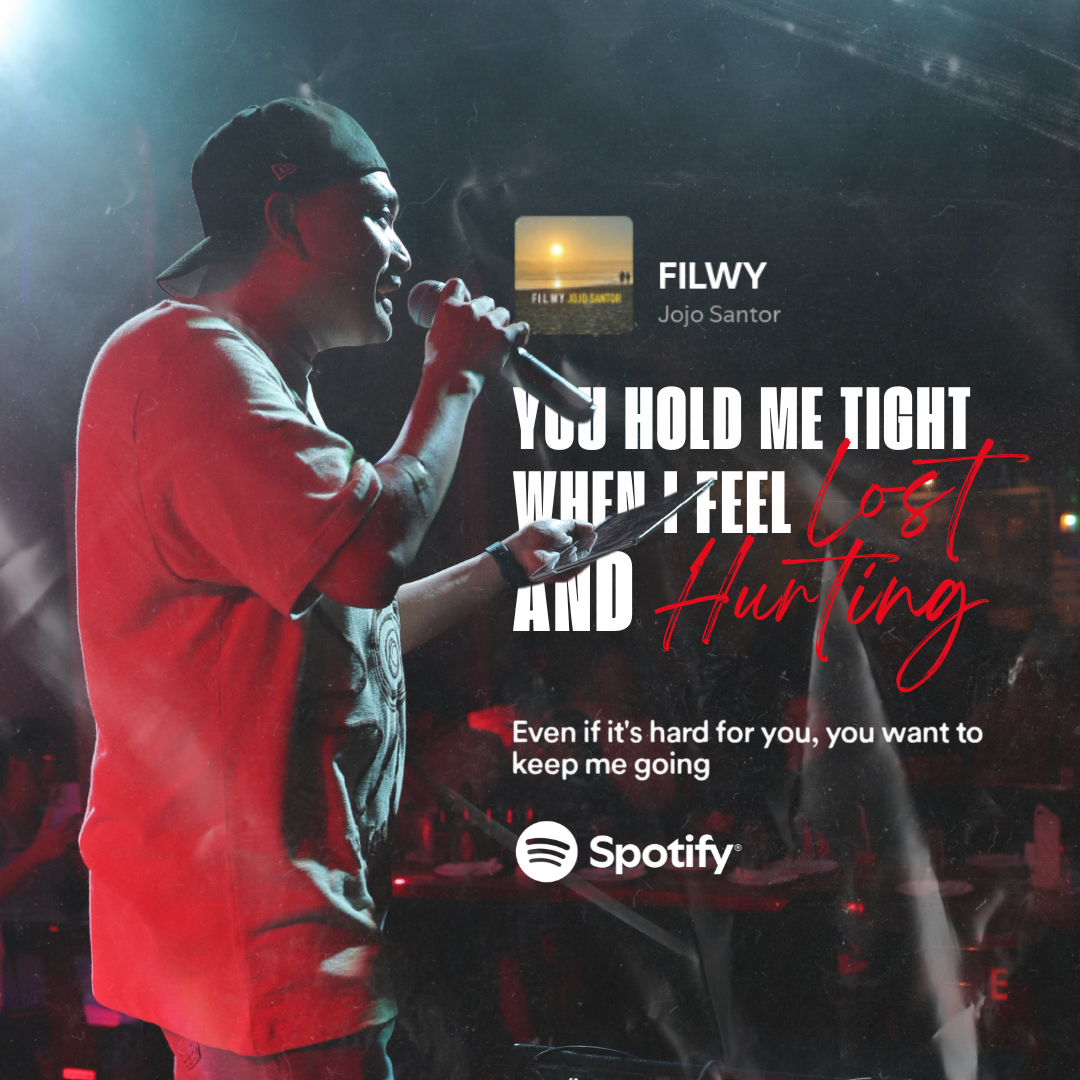 FILWY JOJO SANTOR
FILWY
Jojo Santor
YOU HOLD ME TIGHT
WHEN I FEEL Lost
AND Hurting
Even if it's hard for you, you want to
keep me going
Spotify®
E